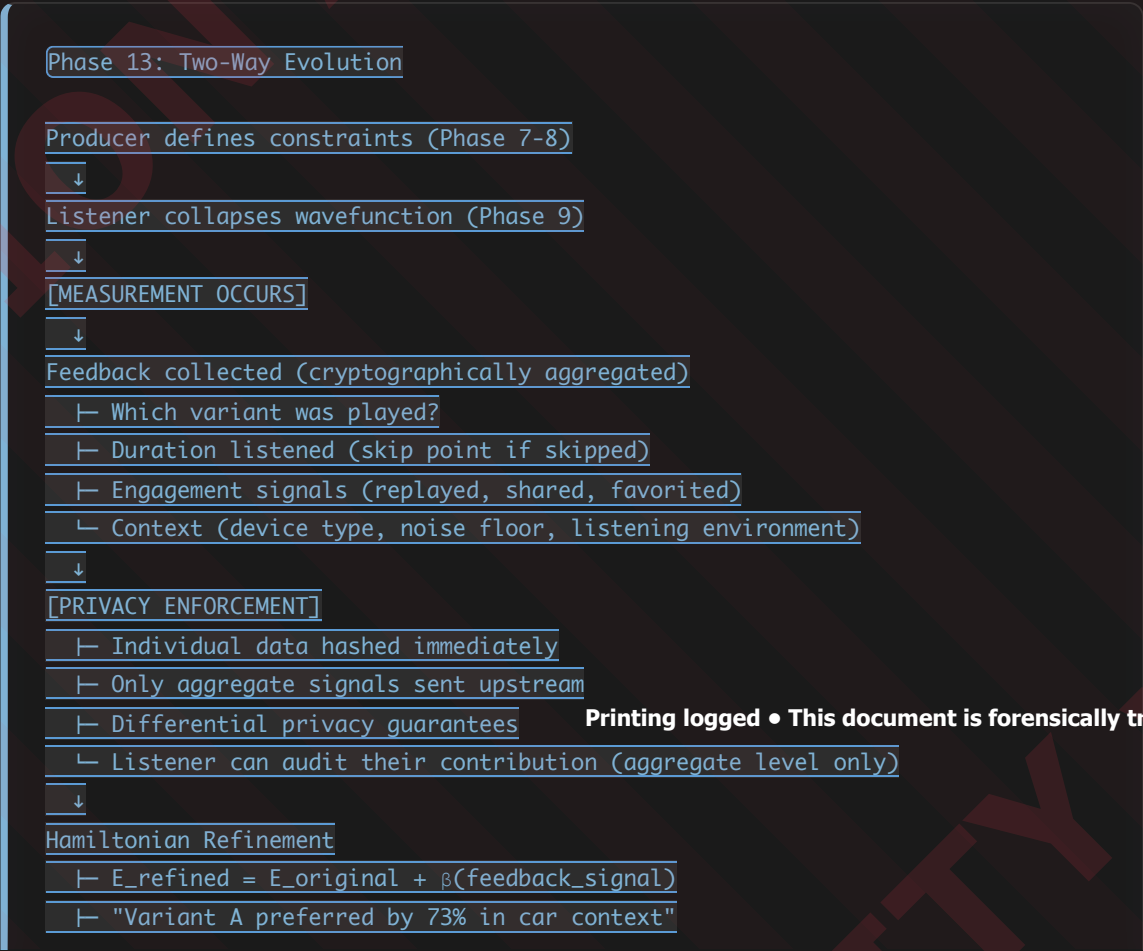 Phase 13: Two-Way Evolution
Producer defines constraints (Phase 7-8)
↓
Listener collapses wavefunction (Phase 9)
↓
[MEASUREMENT OCCURS]
↓
Feedback collected (cryptographically aggregated)
├─ Which variant was played?
├─ Duration listened (skip point if skipped)
├─ Engagement signals (replayed, shared, favorited)
└─ Context (device type, noise floor, listening environment)
↓
[PRIVACY ENFORCEMENT]
├─ Individual data hashed immediately
├─ Only aggregate signals sent upstream
├─ Differential privacy guarantees
Printing logged • This document is forensically
└─ Listener can audit their contribution (aggregate level only)
↓
Hamiltonian Refinement
├─ E_refined = E_original + β(feedback_signal)
├─ "Variant A preferred by 73% in car context"